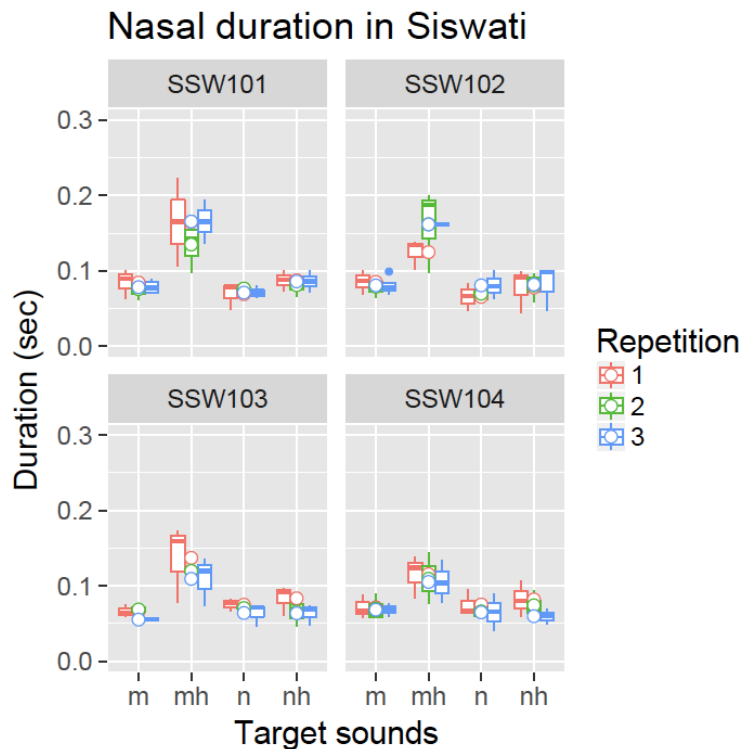 Nasal duration in Siswati
SSW101 SSW102
0.3
0.2
0.1
0.0
SSW103 SSW104
0.3
0.2
0.1
0.0
m mh n nh m mh n nh
Target sounds
Duration (sec)
Repetition
1
2
3